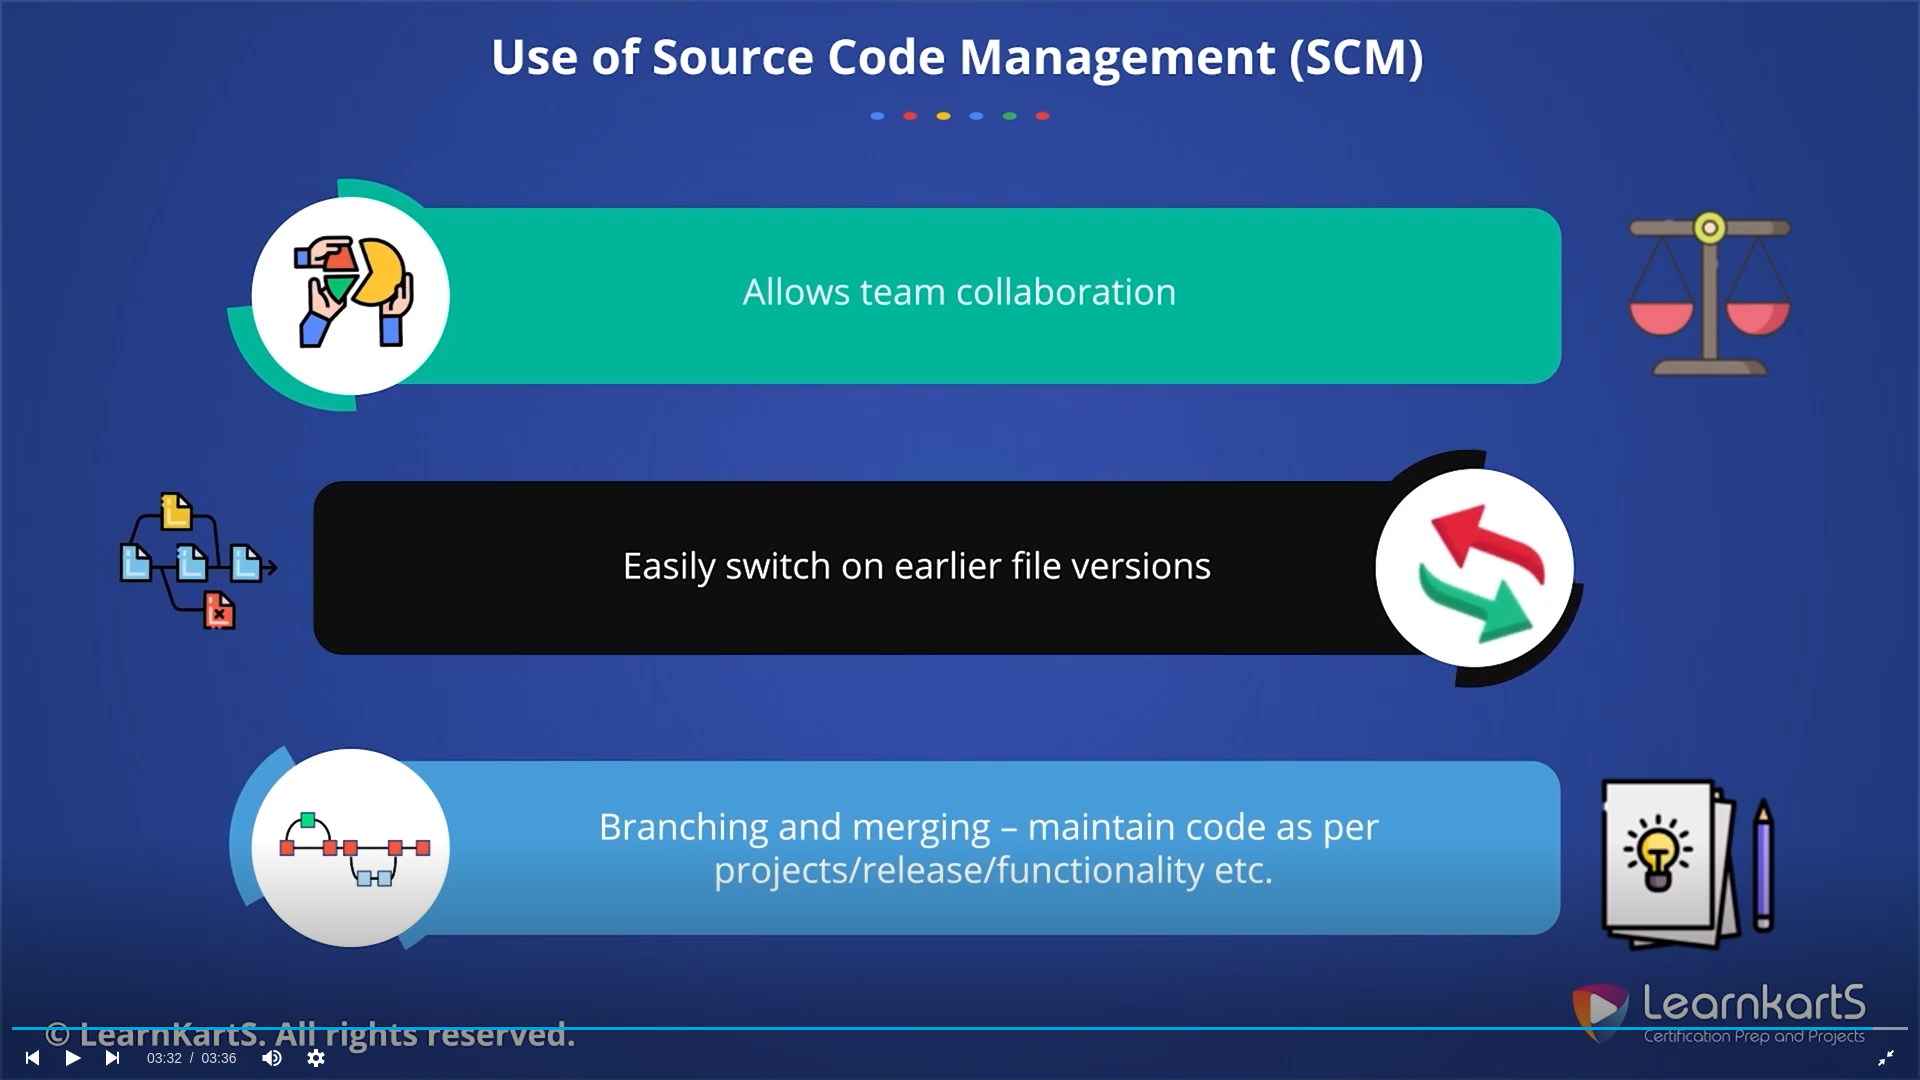 Use of Source Code Management (SCM)
Allows team collaboration
Easily switch on earlier file versions
Branching and merging – maintain code as per
projects/release/functionality etc.
LearnkartS
Certification Prep and Projects
© LearnKartS. All rights reserved.
03:32 / 03:36